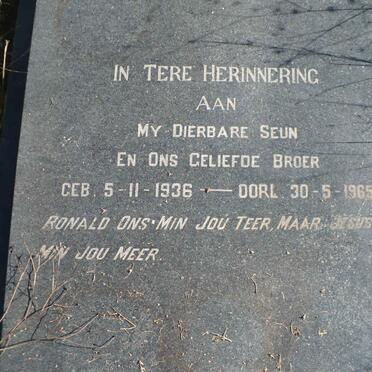 IN TERE HERINNERING
AAN
MY DIERBARE SEUN
EN ONS GELIEFDE BROER
GEB. 5-11-1936 — OORL. 30-5-1965
RONALD ONS MIN JOU TEER, MAAR JESUS
MIN JOU MEER.